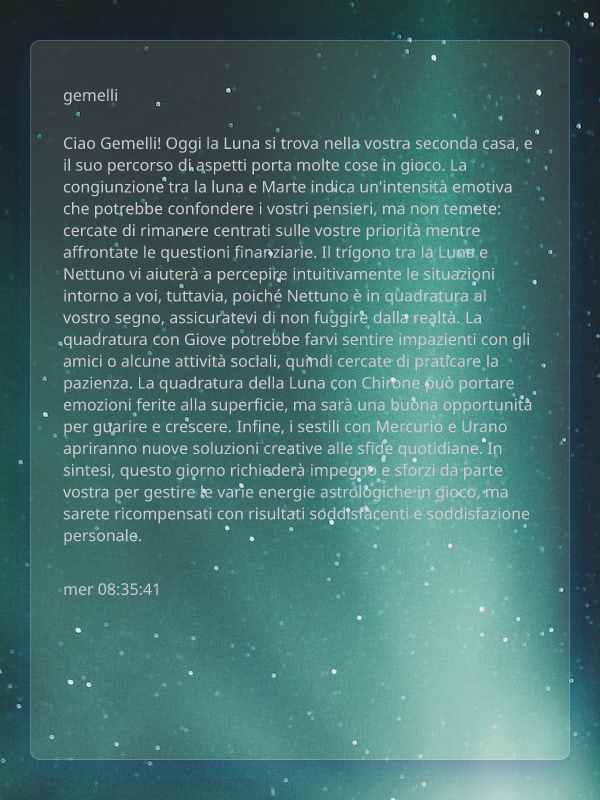 gemelli
Ciao Gemelli! Oggi la Luna si trova nella vostra seconda casa, e
il suo percorso di aspetti porta molte cose in gioco. La
congiunzione tra la luna e Marte indica un'intensità emotiva
che potrebbe confondere i vostri pensieri, ma non temete:
cercate di rimanere centrati sulle vostre priorità mentre
affrontate le questioni finanziarie. Il trígono tra la Luna e
Nettuno vi aiuterà a percepire intuitivamente le situazioni
intorno a voi, tuttavia, poiché Nettuno è in quadratura al
vostro segno, assicuratevi di non fuggire dalla realtà. La
quadratura con Giove potrebbe farvi sentire impazienti con gli
amici o alcune attività sociali, quindi cercate di praticare la
pazienza. La quadratura della Luna con Chirone può portare
emozioni ferite alla superficie, ma sarà una buona opportunità
per guarire e crescere. Infine, i sestili con Mercurio e Urano
apriranno nuove soluzioni creative alle sfide quotidiane. In
sintesi, questo giorno richiederà impegno e sforzi da parte
vostra per gestire le varie energie astrologiche in gioco, ma
sarete ricompensati con risultati soddisfacenti e soddisfazione
personale.
mer 08:35:41